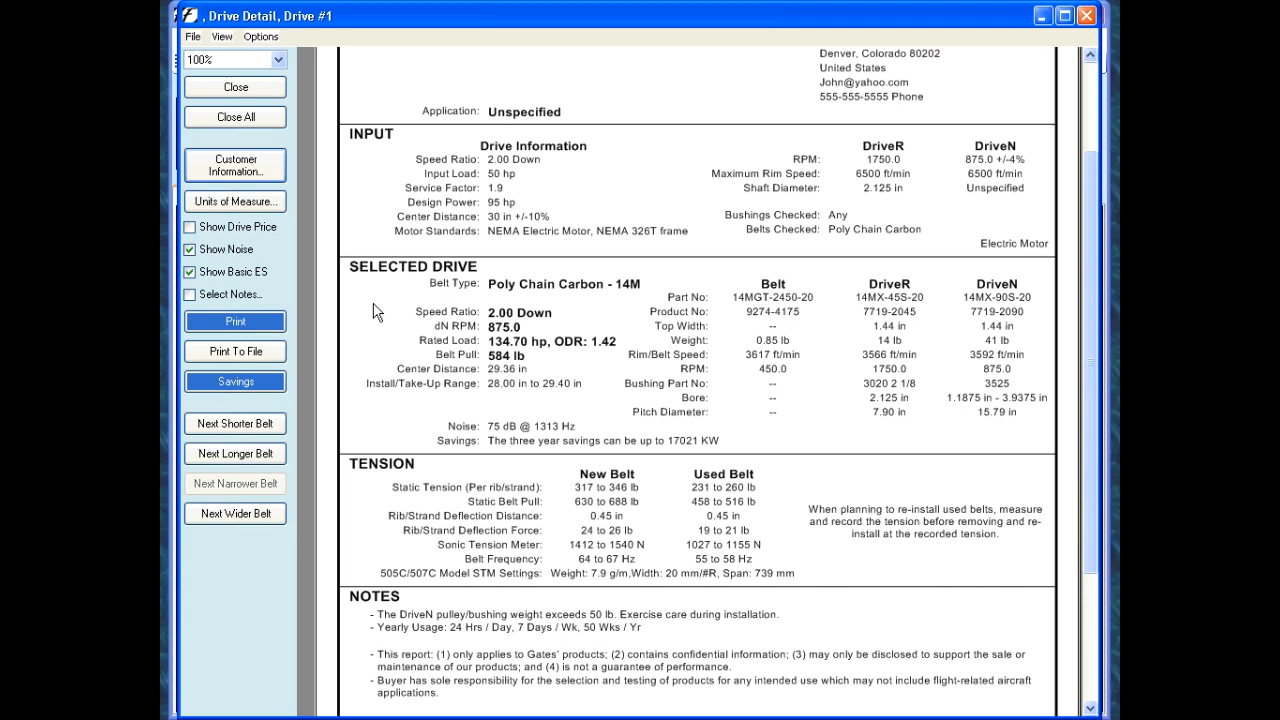 , Drive Detail, Drive #1
File View Options
100%
Close
Close All
Customer
Information...
Units of Measure...
Show Drive Price
Show Noise
Show Basic ES
Select Notes..
Print
Print To File
Savings
Next Shorter Belt
Next Longer Belt
Next Narrower Belt
Next Wider Belt
Denver, Colorado 80202
United States
John@yahoo.com
555-555-5555 Phone
Application: Unspecified
INPUT
Drive Information DriveR DriveN
Speed Ratio: 2.00 Down RPM: 1750.0 875.0 +/-4%
Input Load: 50 hp Maximum Rim Speed: 6500 ft/min 6500 ft/min
Service Factor: 1.9 Shaft Diameter: 2.125 in Unspecified
Design Power: 95 hp
Center Distance: 30 in +/-10% Bushings Checked: Any
Motor Standards: NEMA Electric Motor, NEMA 326T frame Belts Checked: Poly Chain Carbon
Electric Motor
SELECTED DRIVE
Belt Type: Poly Chain Carbon - 14M Belt DriveR DriveN
Part No: 14MGT-2450-20 14MX-45S-20 14MX-90S-20
Speed Ratio: 2.00 Down Product No: 9274-4175 7719-2045 7719-2090
dN RPM: 875.0 Top Width: -- 1.44 in 1.44 in
Rated Load: 134.70 hp, ODR: 1.42 Weight: 0.85 lb 14 lb 41 lb
Belt Pull: 584 lb Rim/Belt Speed: 3617 ft/min 3566 ft/min 3592 ft/min
Center Distance: 29.36 in RPM: 450.0 1750.0 875.0
Install/Take-Up Range: 28.00 in to 29.40 in Bushing Part No: -- 3020 2 1/8 3525
Bore: -- 2.125 in 1.1875 in - 3.9375 in
Pitch Diameter: -- 7.90 in 15.79 in
Noise: 75 dB @ 1313 Hz
Savings: The three year savings can be up to 17021 KW
TENSION
New Belt Used Belt
Static Tension (Per rib/strand): 317 to 346 lb 231 to 260 lb
Static Belt Pull: 630 to 688 lb 458 to 516 lb
Rib/Strand Deflection Distance: 0.45 in 0.45 in
Rib/Strand Deflection Force: 24 to 26 lb 19 to 21 lb
Sonic Tension Meter: 1412 to 1540 N 1027 to 1155 N
Belt Frequency: 64 to 67 Hz 55 to 58 Hz
505C/507C Model STM Settings: Weight: 7.9 g/m,Width: 20 mm/#R, Span: 739 mm
When planning to re-install used belts, measure
and record the tension before removing and re-
install at the recorded tension.
NOTES
- The DriveN pulley/bushing weight exceeds 50 lb. Exercise care during installation.
- Yearly Usage: 24 Hrs / Day, 7 Days / Wk, 50 Wks / Yr
- This report: (1) only applies to Gates' products; (2) contains confidential information; (3) may only be disclosed to support the sale or
maintenance of our products; and (4) is not a guarantee of performance.
- Buyer has sole responsibility for the selection and testing of products for any intended use which may not include flight-related aircraft
applications.